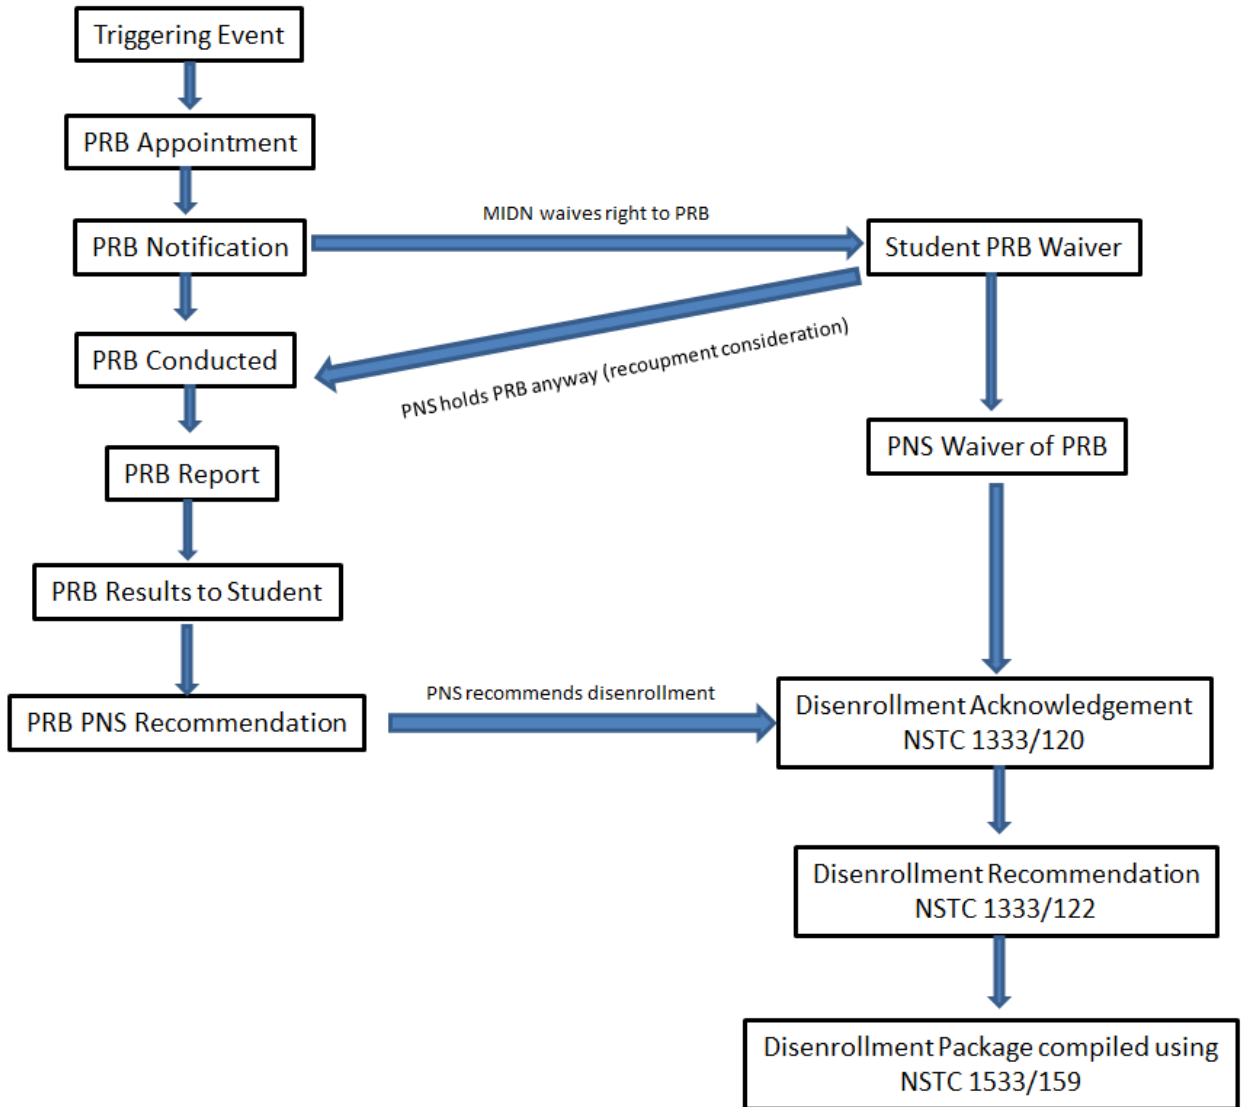 Triggering Event
PRB Appointment
MIDN waives right to PRB
PRB Notification
Student PRB Waiver
PNS holds PRB anyway (recoupment consideration)
PRB Conducted
PNS Waiver of PRB
PRB Report
PRB Results to Student
PRB PNS Recommendation
PNS recommends disenrollment
Disenrollment Acknowledgement
NSTC 1333/120
Disenrollment Recommendation
NSTC 1333/122
Disenrollment Package compiled using
NSTC 1533/159